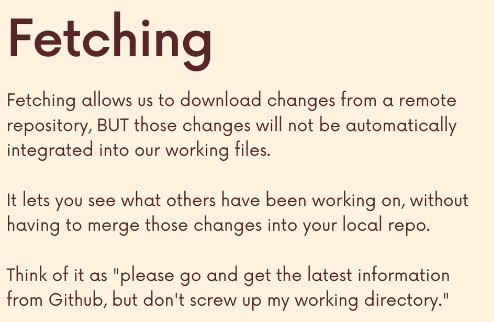 Fetching
Fetching allows us to download changes from a remote
repository, BUT those changes will not be automatically
integrated into our working files.
It lets you see what others have been working on, without
having to merge those changes into your local repo.
Think of it as "please go and get the latest information
from Github, but don't screw up my working directory."